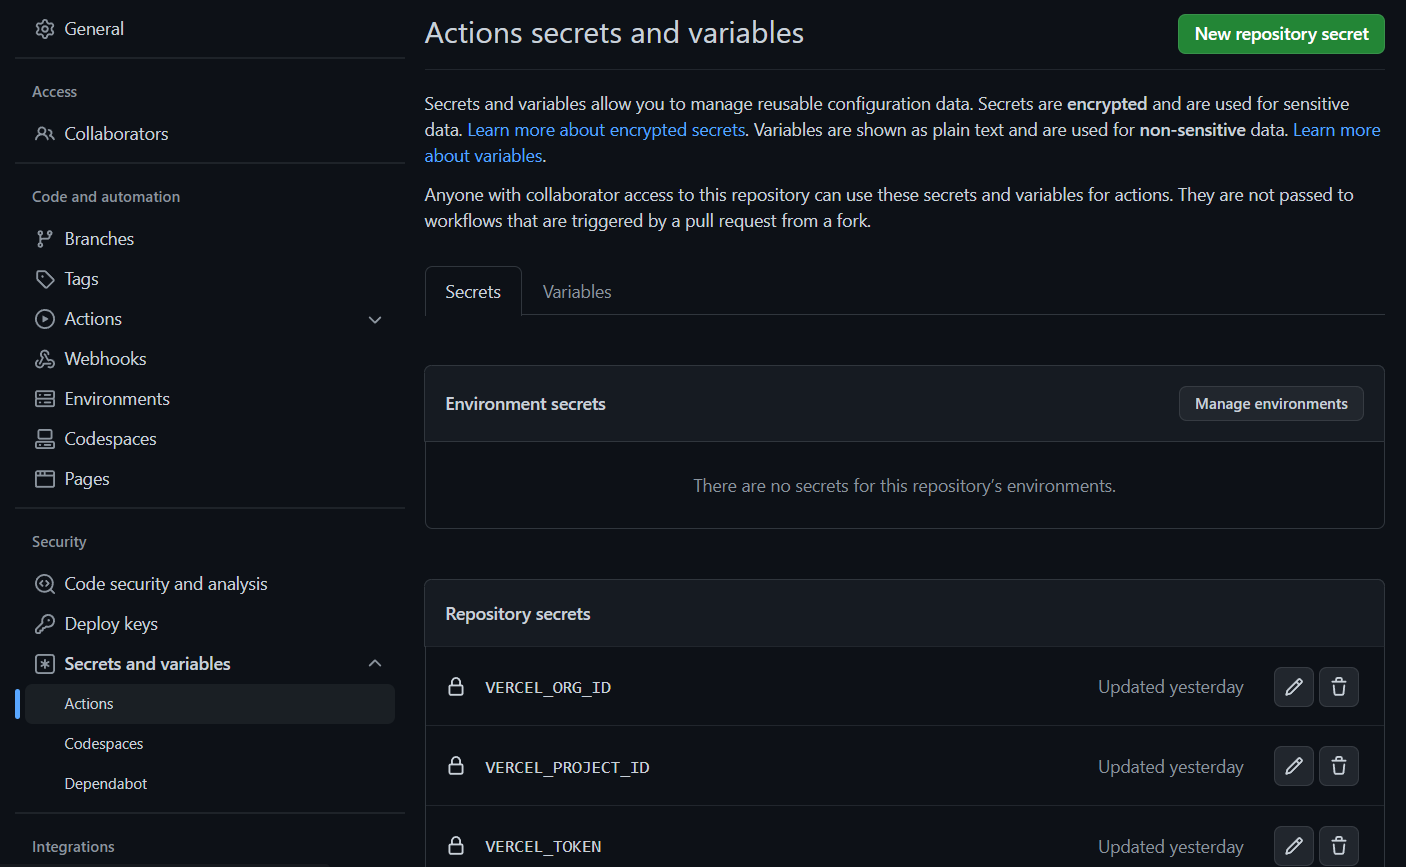 General
Access
Collaborators
Code and automation
Branches
Tags
Actions
Webhooks
Environments
Codespaces
Pages
Security
Code security and analysis
Deploy keys
Secrets and variables
Actions
Codespaces
Dependabot
Integrations
Actions secrets and variables
New repository secret
Secrets and variables allow you to manage reusable configuration data. Secrets are encrypted and are used for sensitive
data. Learn more about encrypted secrets. Variables are shown as plain text and are used for non-sensitive data. Learn more
about variables.
Anyone with collaborator access to this repository can use these secrets and variables for actions. They are not passed to
workflows that are triggered by a pull request from a fork.
Secrets
Variables
Environment secrets
Manage environments
There are no secrets for this repository's environments.
Repository secrets
VERCEL_ORG_ID
Updated yesterday
VERCEL_PROJECT_ID
Updated yesterday
VERCEL_TOKEN
Updated yesterday